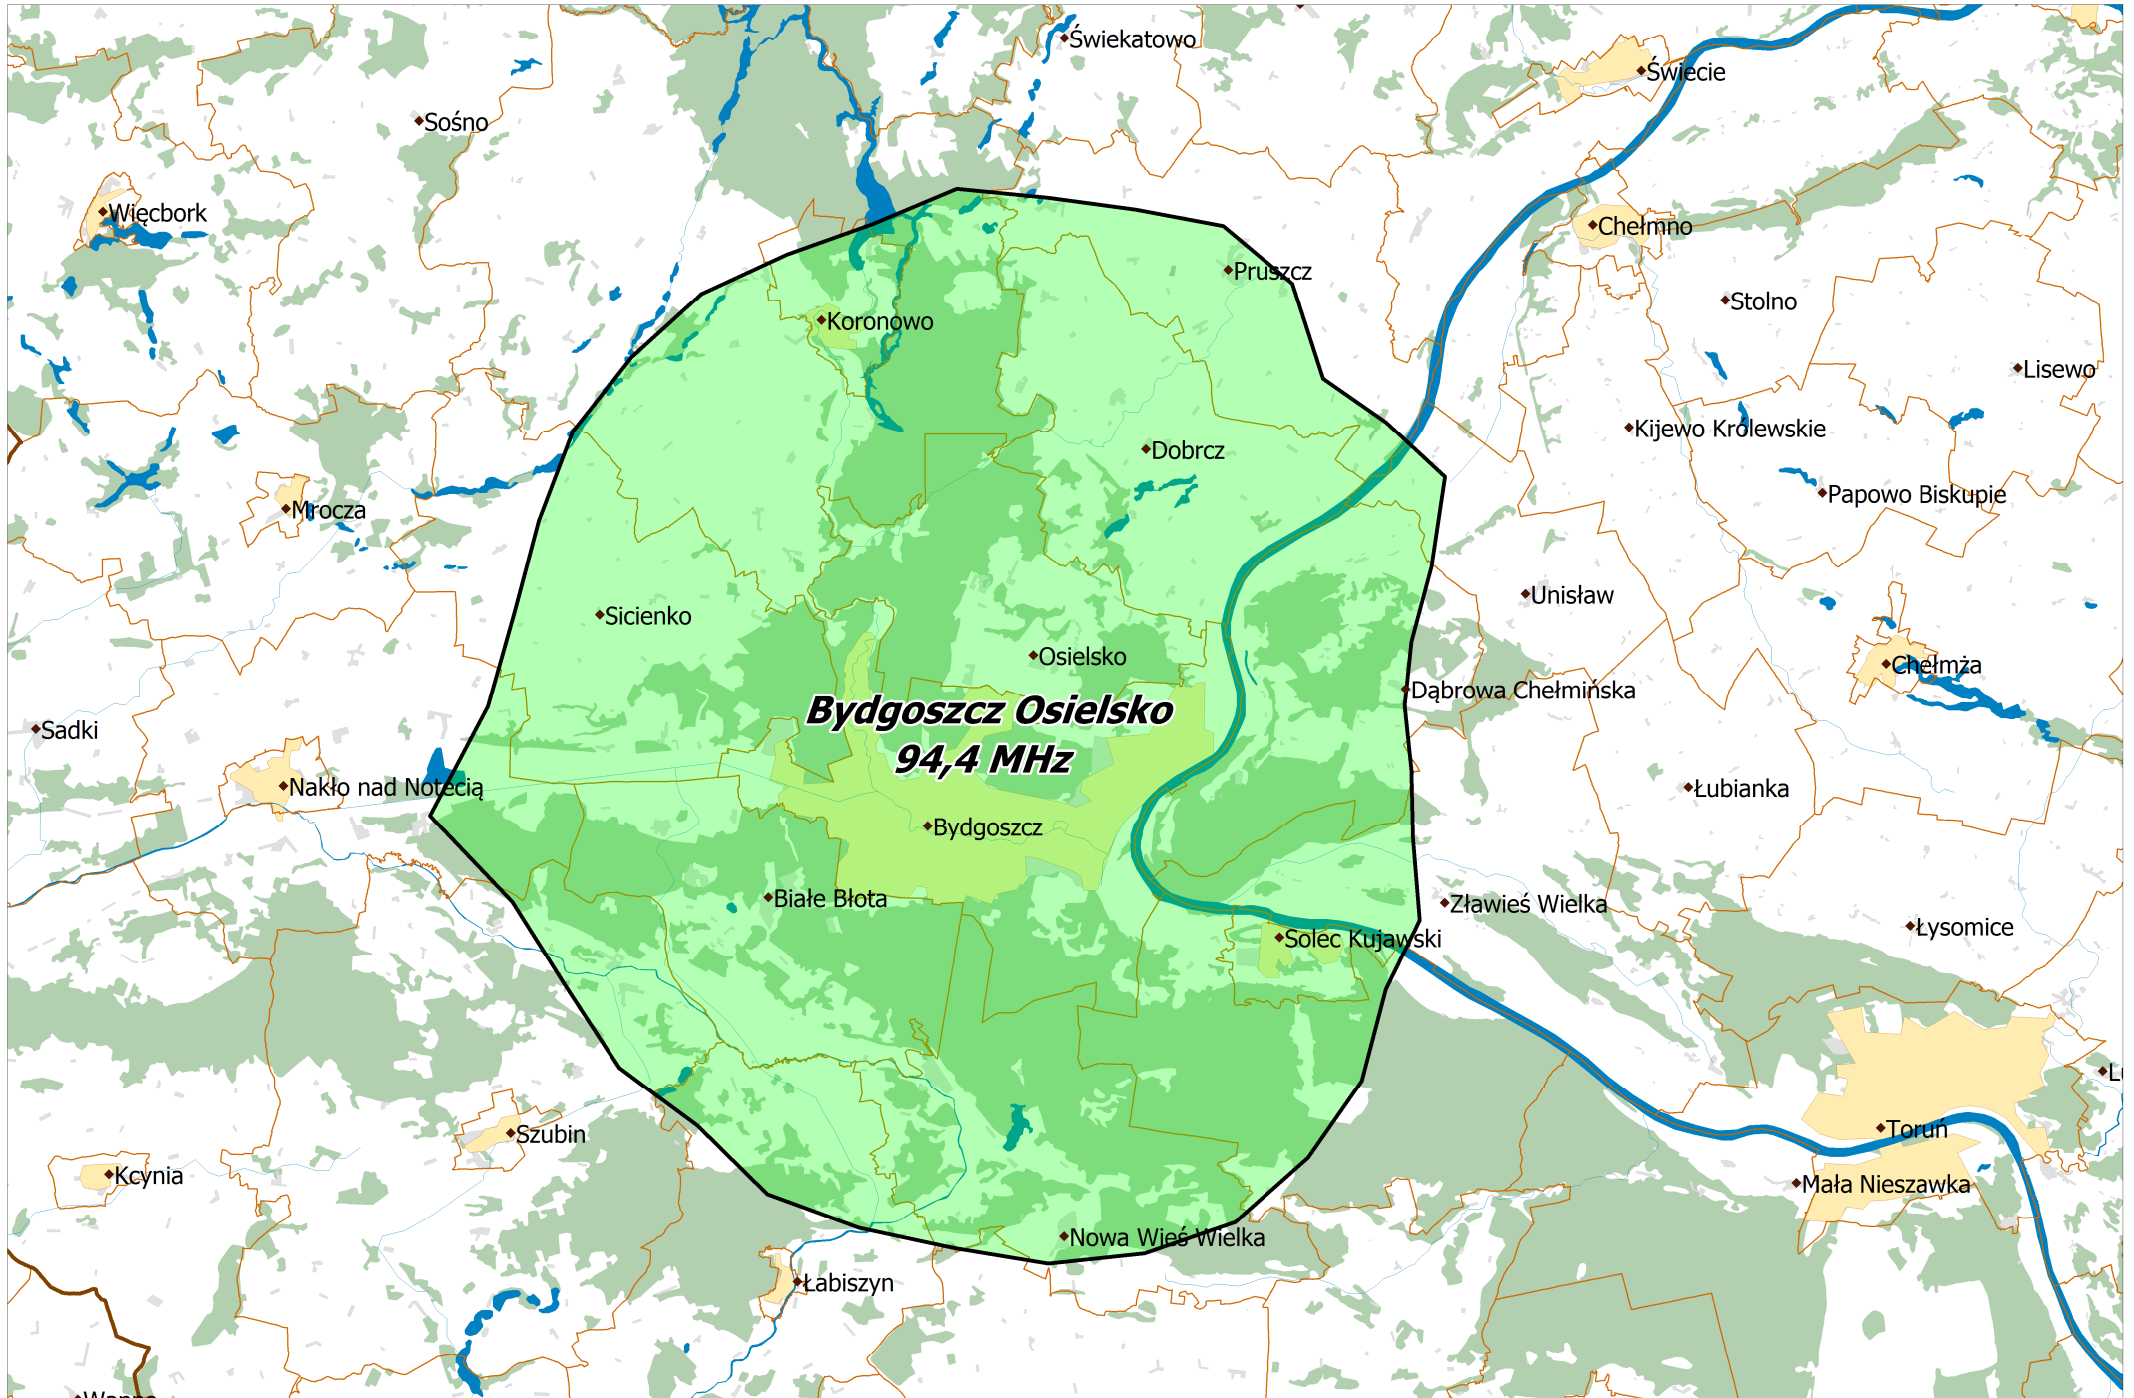 Świekatowo
Świecie
Sośno
Więcbork
Chełmno
Pruszcz
Stolno
Koronowo
Lisewo
Kijewo Królewskie
Dobrcz
Papowo Biskupie
Mrocza
Unisław
Sicienko
Osielsko
Chełmża
Dąbrowa Chełmińska
Bydgoszcz Osielsko
94,4 MHz
Sadki
Nakło nad Notecią
Łubianka
Bydgoszcz
Białe Błota
Zławieś Wielka
Łysomice
Solec Kujawski
Toruń
Szubin
Kcynia
Mała Nieszawka
Nowa Wieś Wielka
Łabiszyn